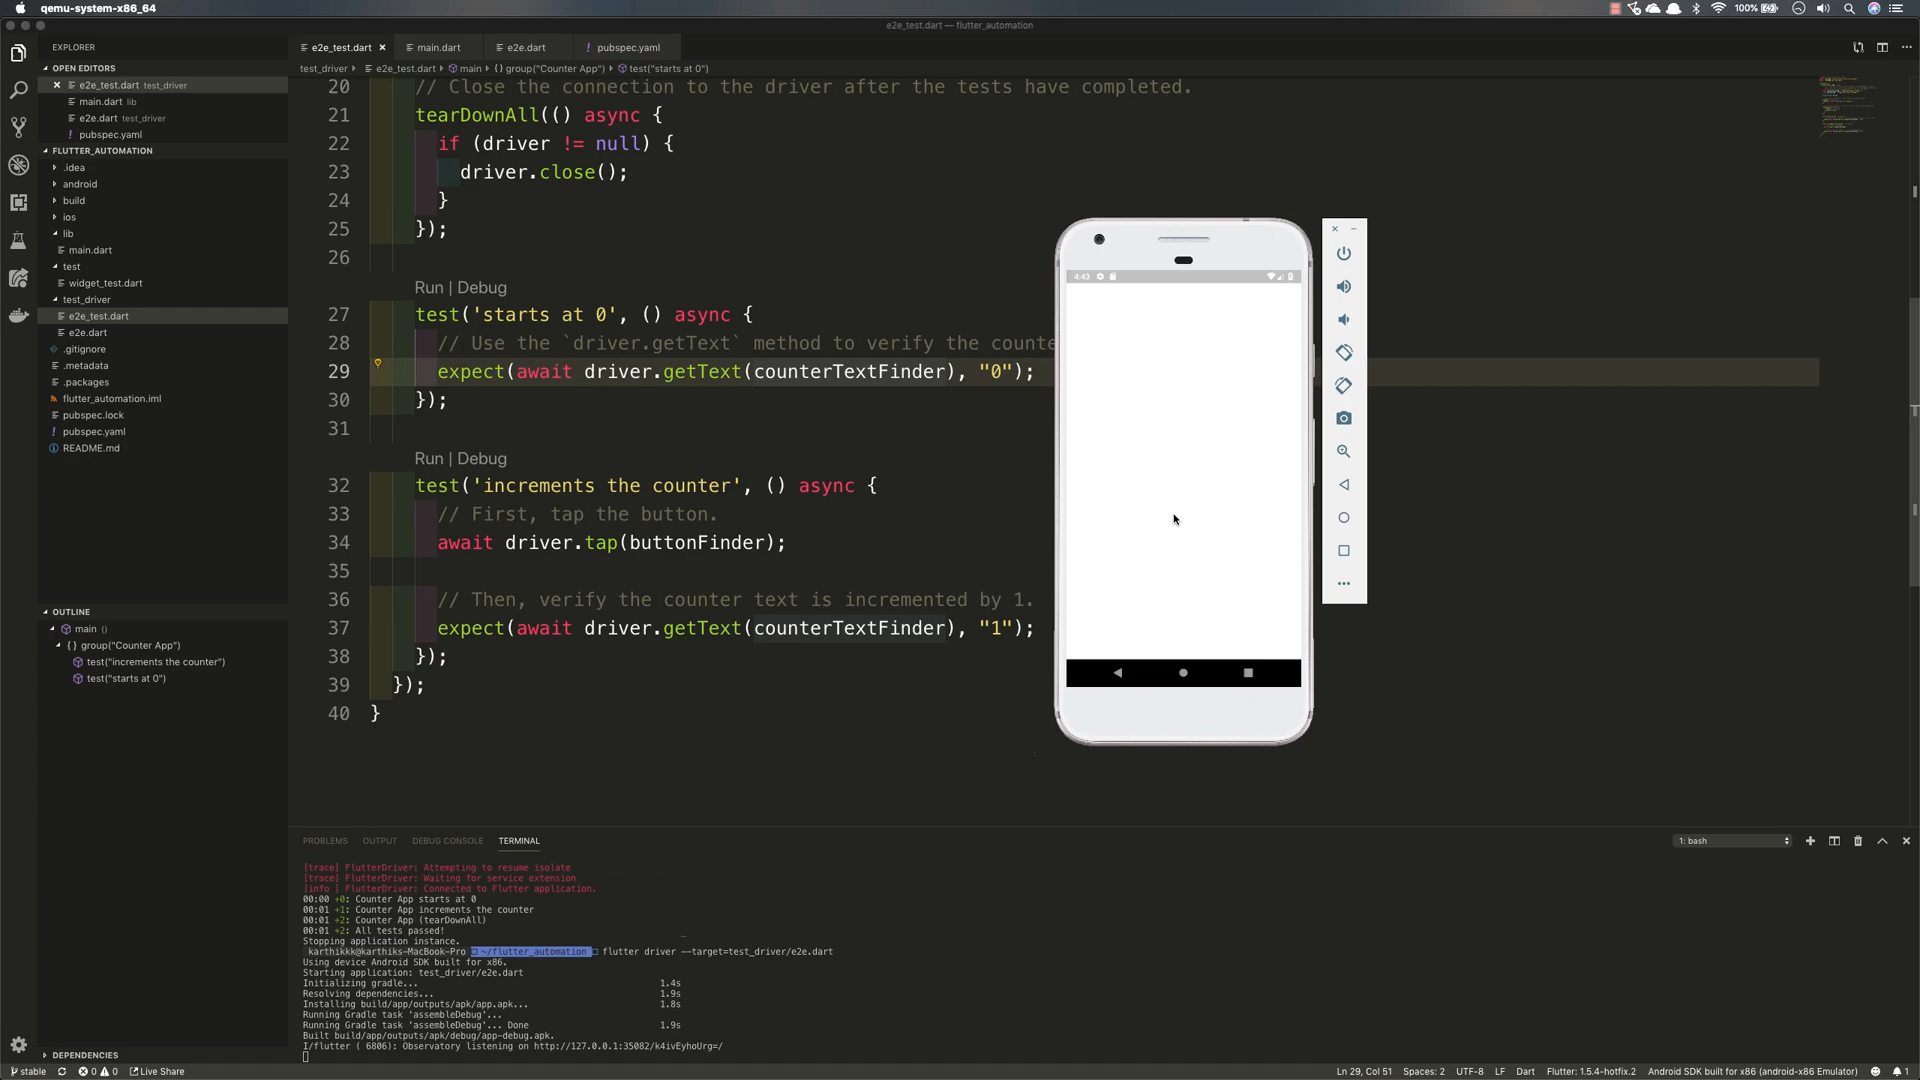 qemu-system-x86_64
100%
e2e_test.dart — flutter_automation
EXPLORER
OPEN EDITORS
e2e_test.dart test_driver
main.dart lib
e2e.dart test_driver
pubspec.yaml
FLUTTER_AUTOMATION
.idea
android
build
ios
lib
main.dart
test
widget_test.dart
test_driver
e2e_test.dart
e2e.dart
.gitignore
.metadata
.packages
flutter_automation.iml
pubspec.lock
pubspec.yaml
README.md
OUTLINE
main ()
{ } group("Counter App")
test("increments the counter")
test("starts at 0")
DEPENDENCIES
e2e_test.dart
main.dart
e2e.dart
pubspec.yaml
test_driver › e2e_test.dart › main › { } group("Counter App") › test("starts at 0")
20 // Close the connection to the driver after the tests have completed.
21 tearDownAll(() async {
22 if (driver != null) {
23 driver.close();
24 }
25 });
26
Run | Debug
27 test('starts at 0', () async {
28 // Use the `driver.getText` method to verify the counte
29 expect(await driver.getText(counterTextFinder), "0");
30 });
31
Run | Debug
32 test('increments the counter', () async {
33 // First, tap the button.
34 await driver.tap(buttonFinder);
35
36 // Then, verify the counter text is incremented by 1.
37 expect(await driver.getText(counterTextFinder), "1");
38 });
39 });
40 }
4:43
PROBLEMS OUTPUT DEBUG CONSOLE TERMINAL
1: bash
[trace] FlutterDriver: Attempting to resume isolate
[trace] FlutterDriver: Waiting for service extension
[info ] FlutterDriver: Connected to Flutter application.
00:00 +0: Counter App starts at 0
00:01 +1: Counter App increments the counter
00:01 +2: Counter App (tearDownAll)
00:01 +2: All tests passed!
Stopping application instance.
karthikkk@karthiks-MacBook-Pro ~/flutter_automation flutter driver --target=test_driver/e2e.dart
Using device Android SDK built for x86.
Starting application: test_driver/e2e.dart
Initializing gradle... 1.4s
Resolving dependencies... 1.9s
Installing build/app/outputs/apk/app.apk... 1.8s
Running Gradle task 'assembleDebug'...
Running Gradle task 'assembleDebug'... Done 1.9s
Built build/app/outputs/apk/debug/app-debug.apk.
I/flutter ( 6806): Observatory listening on http://127.0.0.1:35082/k4ivEyhoUrg=/
stable 0 0 Live Share
Ln 29, Col 51 Spaces: 2 UTF-8 LF Dart Flutter: 1.5.4-hotfix.2 Android SDK built for x86 (android-x86 Emulator) 1